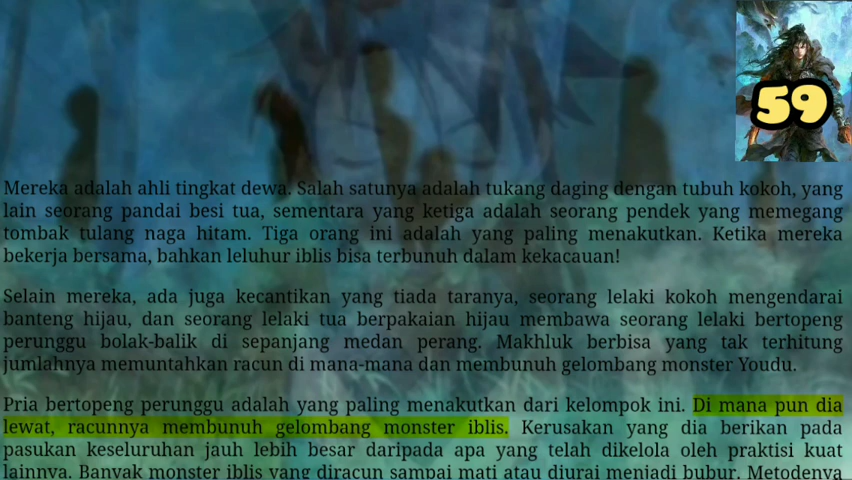 59
Mereka adalah ahli tingkat dewa. Salah satunya adalah tukang daging dengan tubuh kokoh, yang
lain seorang pandai besi tua, sementara yang ketiga adalah seorang pendek yang memegang
tombak tulang naga hitam. Tiga orang ini adalah yang paling menakutkan. Ketika mereka
bekerja bersama, bahkan leluhur iblis bisa terbunuh dalam kekacauan!
Selain mereka, ada juga kecantikan yang tiada taranya, seorang lelaki kokoh mengendarai
banteng hijau, dan seorang lelaki tua berpakaian hijau membawa seorang lelaki bertopeng
perunggu bolak-balik di sepanjang medan perang. Makhluk berbisa yang tak terhitung
jumlahnya memuntahkan racun di mana-mana dan membunuh gelombang monster Youdu.
Pria bertopeng perunggu adalah yang paling menakutkan dari kelompok ini. Di mana pun dia
lewat, racunnya membunuh gelombang monster iblis. Kerusakan yang dia berikan pada
pasukan keseluruhan jauh lebih besar daripada apa yang telah dikelola oleh praktisi kuat
lainnya. Banyak monster iblis yang diracun sampai mati atau diurai menjadi bubur. Metodenya